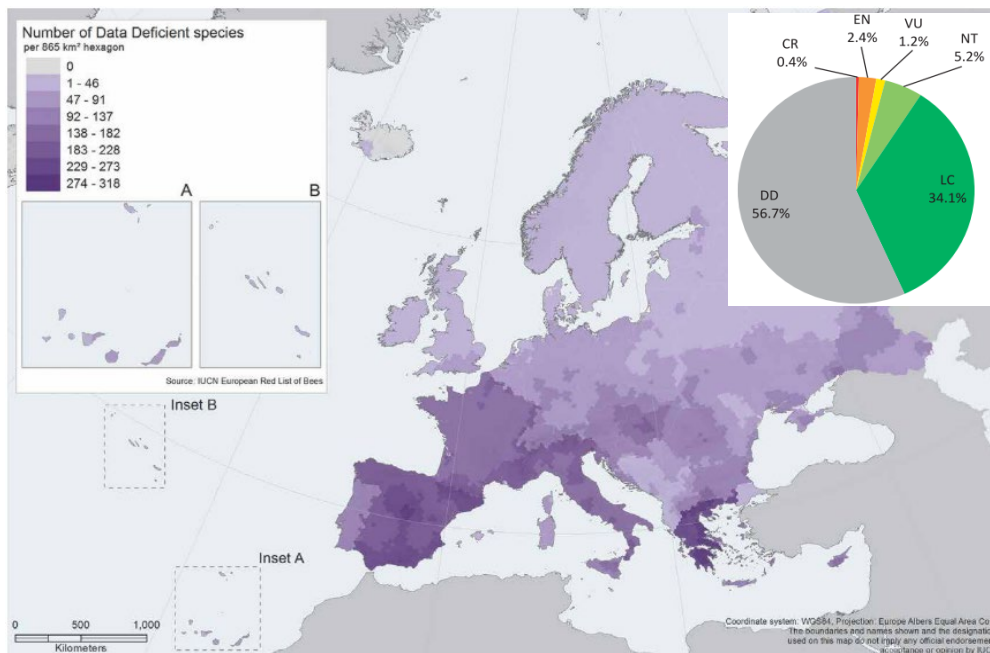 Number of Data Deficient species
per 865 km² hexagon
0
1 - 46
47 - 91
92 - 137
138 - 182
183 - 228
229 - 273
274 - 318
A
B
Source: IUCN European Red List of Bees
Inset B
Inset A
0
500
1,000
Kilometers
CR
0.4%
EN
2.4%
VU
1.2%
NT
5.2%
LC
34.1%
DD
56.7%
Coordinate system: WGS84, Projection: Europe Albers Equal Area Co
The boundaries and names shown and the designatio
used on this map do not imply any official endorsemen
acceptance or opinion by IUC